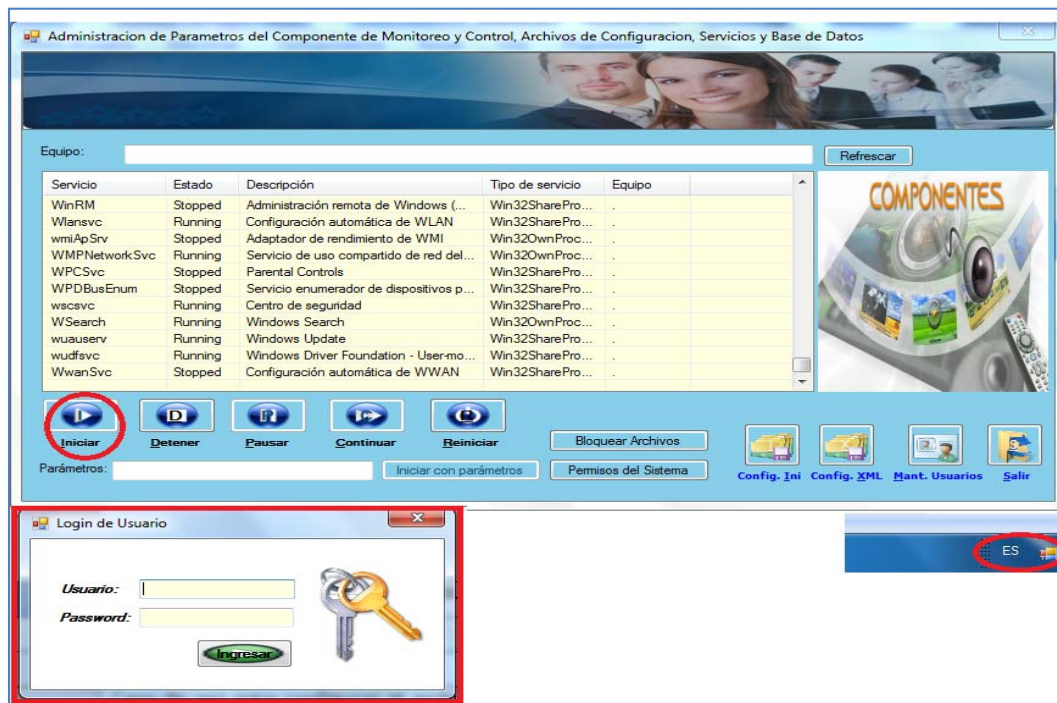 Administracion de Parametros del Componente de Monitoreo y Control, Archivos de Configuracion, Servicios y Base de Datos
Equipo:
Refrescar
Servicio Estado Descripción Tipo de servicio Equipo
WinRM Stopped Administración remota de Windows (... Win32SharePro... .
Wlansvc Running Configuración automática de WLAN Win32SharePro... .
wmiApSrv Stopped Adaptador de rendimiento de WMI Win32OwnProc... .
WMPNetworkSvc Running Servicio de uso compartido de red del... Win32OwnProc... .
WPCSvc Stopped Parental Controls Win32SharePro... .
WPDBusEnum Stopped Servicio enumerador de dispositivos p... Win32SharePro... .
wscsvc Running Centro de seguridad Win32SharePro... .
WSearch Running Windows Search Win32OwnProc... .
wuauserv Running Windows Update Win32SharePro... .
wudfsvc Running Windows Driver Foundation - User-mo... Win32SharePro... .
WwanSvc Stopped Configuración automática de WWAN Win32SharePro... .
COMPONENTES
D
Iniciar Detener Pausar Continuar Reiniciar
Bloquear Archivos
Parámetros:
Iniciar con parámetros
Permisos del Sistema
Config. Ini Config. XML Mant. Usuarios Salir
Login de Usuario
Usuario:
Password:
Ingresar
ES